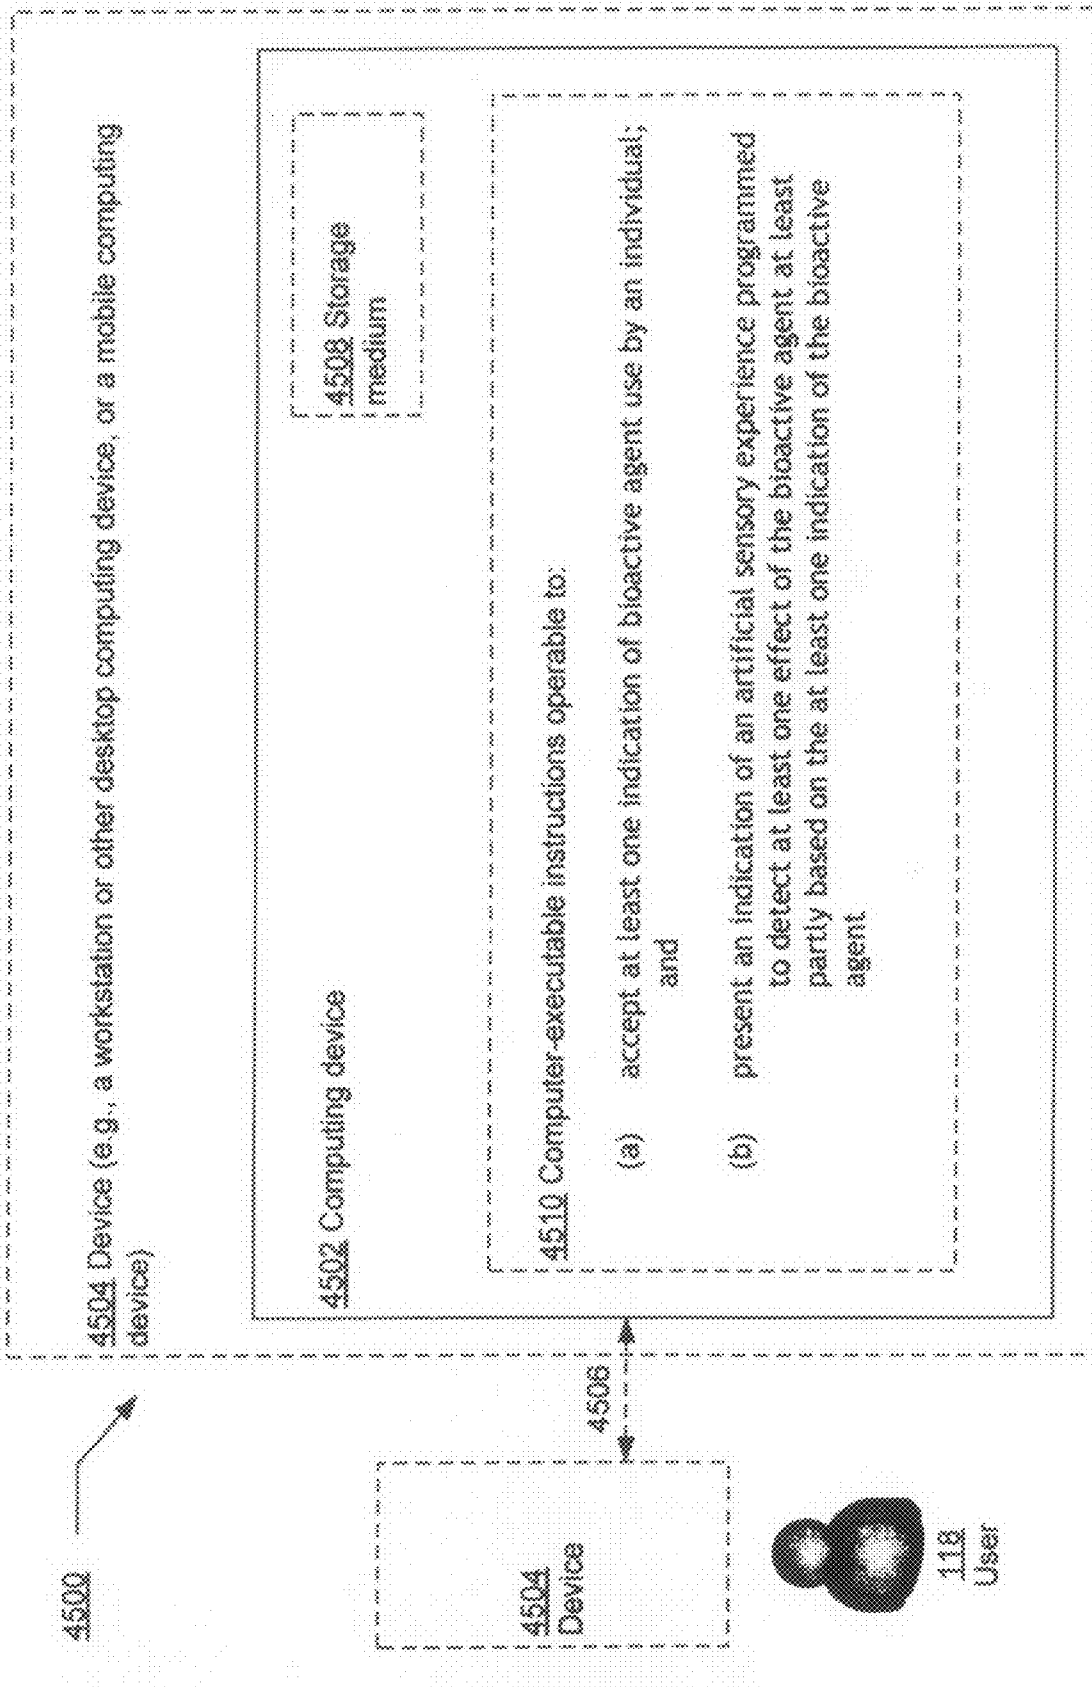 4500
4504 Device (e.g., a workstation or other desktop computing device, or a mobile computing
device)
4502 Computing device
4508 Storage
medium
4510 Computer-executable instructions operable to:
(a) accept at least one indication of bioactive agent use by an individual;
and
(b) present an indication of an artificial sensory experience programmed
to detect at least one effect of the bioactive agent at least
partly based on the at least one indication of the bioactive
agent
4506
4504
Device
118
User